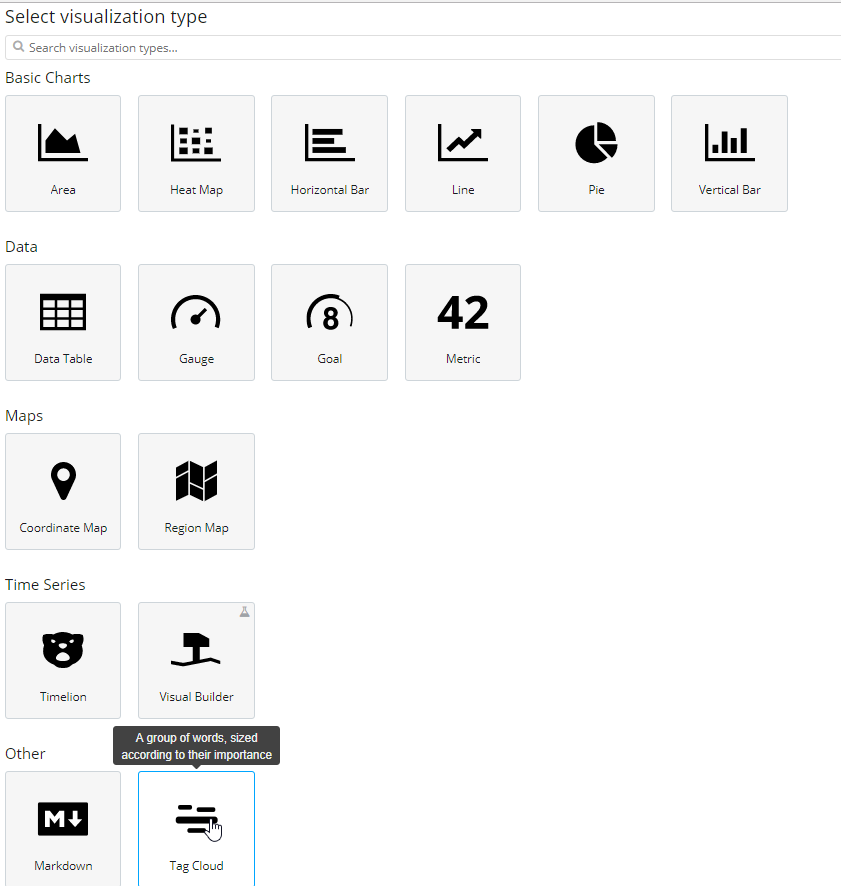 Select visualization type
Search visualization types...
Basic Charts
Area
Heat Map
Horizontal Bar
Line
Pie
Vertical Bar
Data
8
42
Data Table
Gauge
Goal
Metric
Maps
Coordinate Map
Region Map
Time Series
Timelion
Visual Builder
A group of words, sized
according to their importance
Other
M
Markdown
Tag Cloud